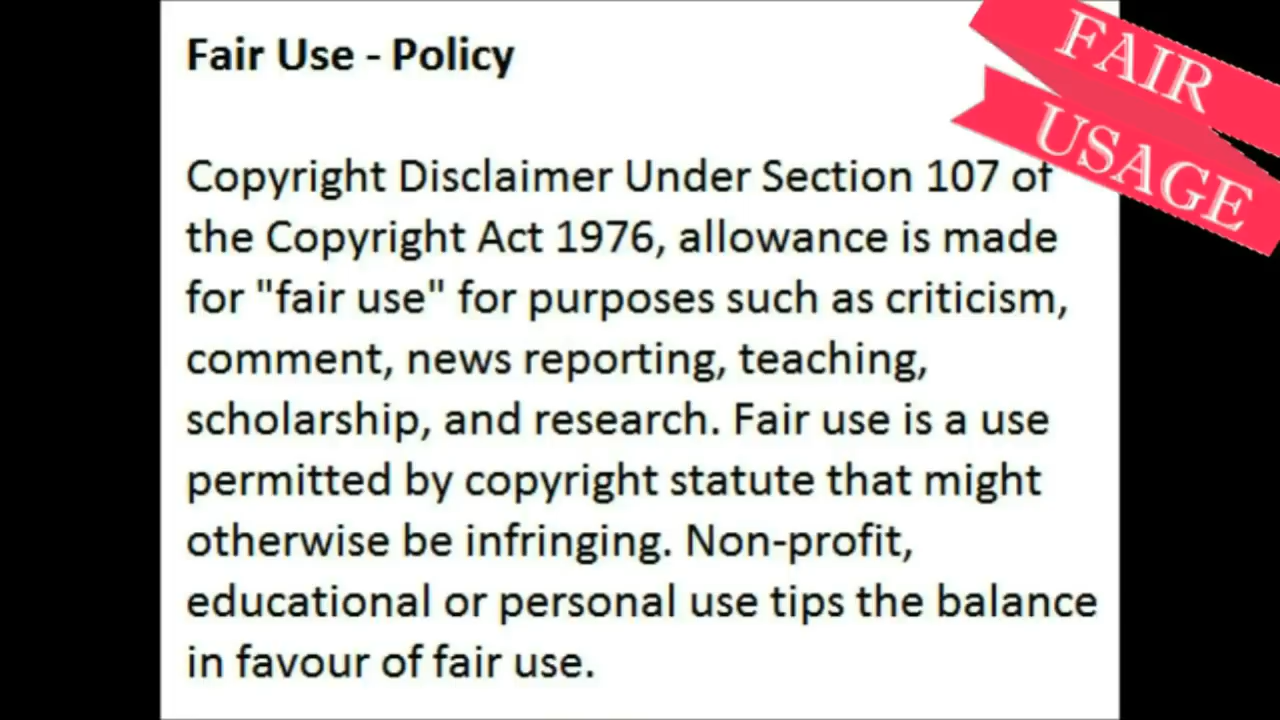 Fair Use - Policy
FAIR
USAGE
Copyright Disclaimer Under Section 107 of
the Copyright Act 1976, allowance is made
for "fair use" for purposes such as criticism,
comment, news reporting, teaching,
scholarship, and research. Fair use is a use
permitted by copyright statute that might
otherwise be infringing. Non-profit,
educational or personal use tips the balance
in favour of fair use.